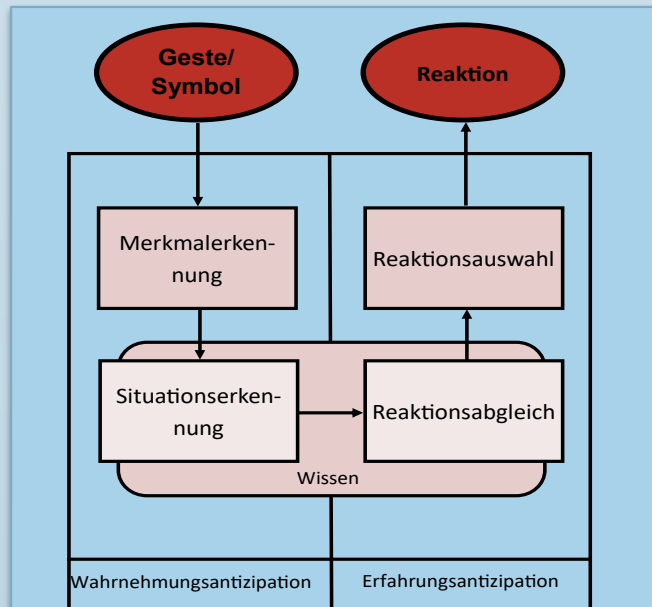 Geste/
Symbol
Reaktion
Merkmalerken-
nung
Reaktionsauswahl
Situationserken-
nung
Reaktionsabgleich
Wissen
Wahrnehmungsantizipation
Erfahrungsantizipation